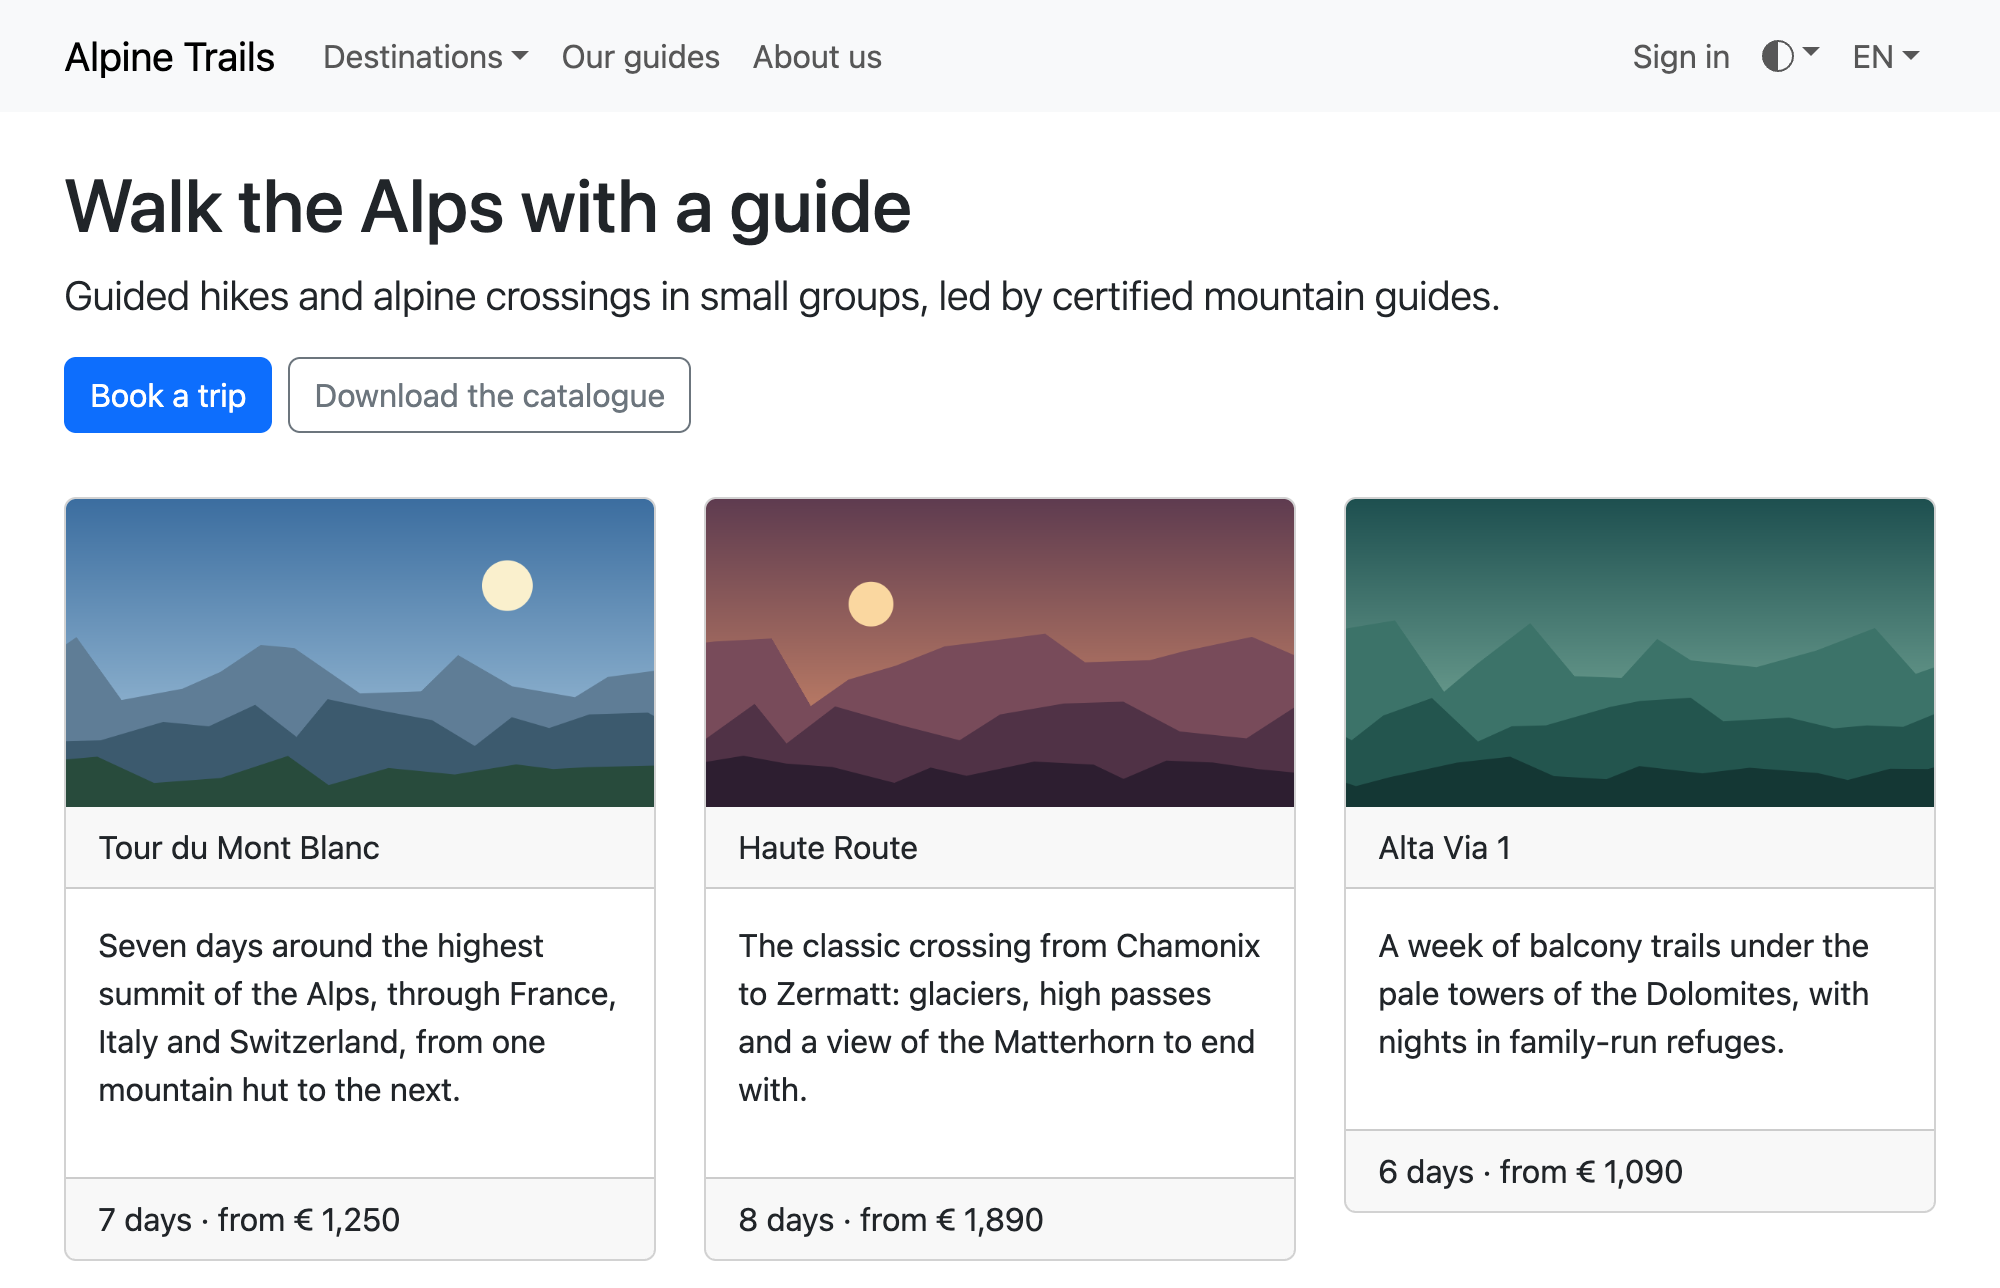 Alpine Trails Destinations Our guides About us Sign in EN
Walk the Alps with a guide
Guided hikes and alpine crossings in small groups, led by certified mountain guides.
Book a trip Download the catalogue
Tour du Mont Blanc
Seven days around the highest
summit of the Alps, through France,
Italy and Switzerland, from one
mountain hut to the next.
7 days · from € 1,250
Haute Route
The classic crossing from Chamonix
to Zermatt: glaciers, high passes
and a view of the Matterhorn to end
with.
8 days · from € 1,890
Alta Via 1
A week of balcony trails under the
pale towers of the Dolomites, with
nights in family-run refuges.
6 days · from € 1,090